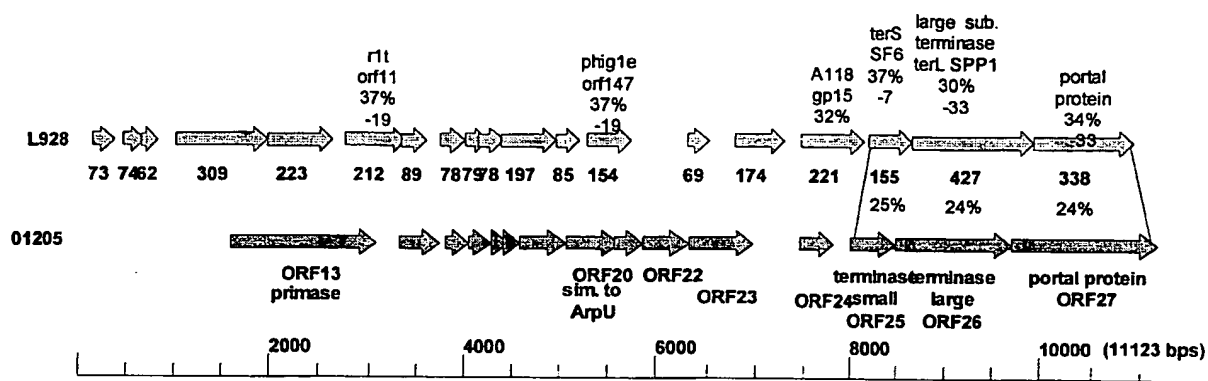 r1t
orf11
37%
-19
phig1e
orf147
37%
-19
A118
gp15
32%
terS
SF6
37%
-7
large sub.
terminase
terL SPP1
30%
-33
portal
protein
34%
-33
L928
73 74 62 309 223 212 89 78 79 78 197 85 154 69 174 221 155 427 338
25% 24% 24%
01205
ORF13
primase
ORF20
sim. to
ArpU
ORF22
ORF23
ORF24
terminase
small
ORF25
terminase
large
ORF26
portal protein
ORF27
2000 4000 6000 8000 10000 (11123 bps)